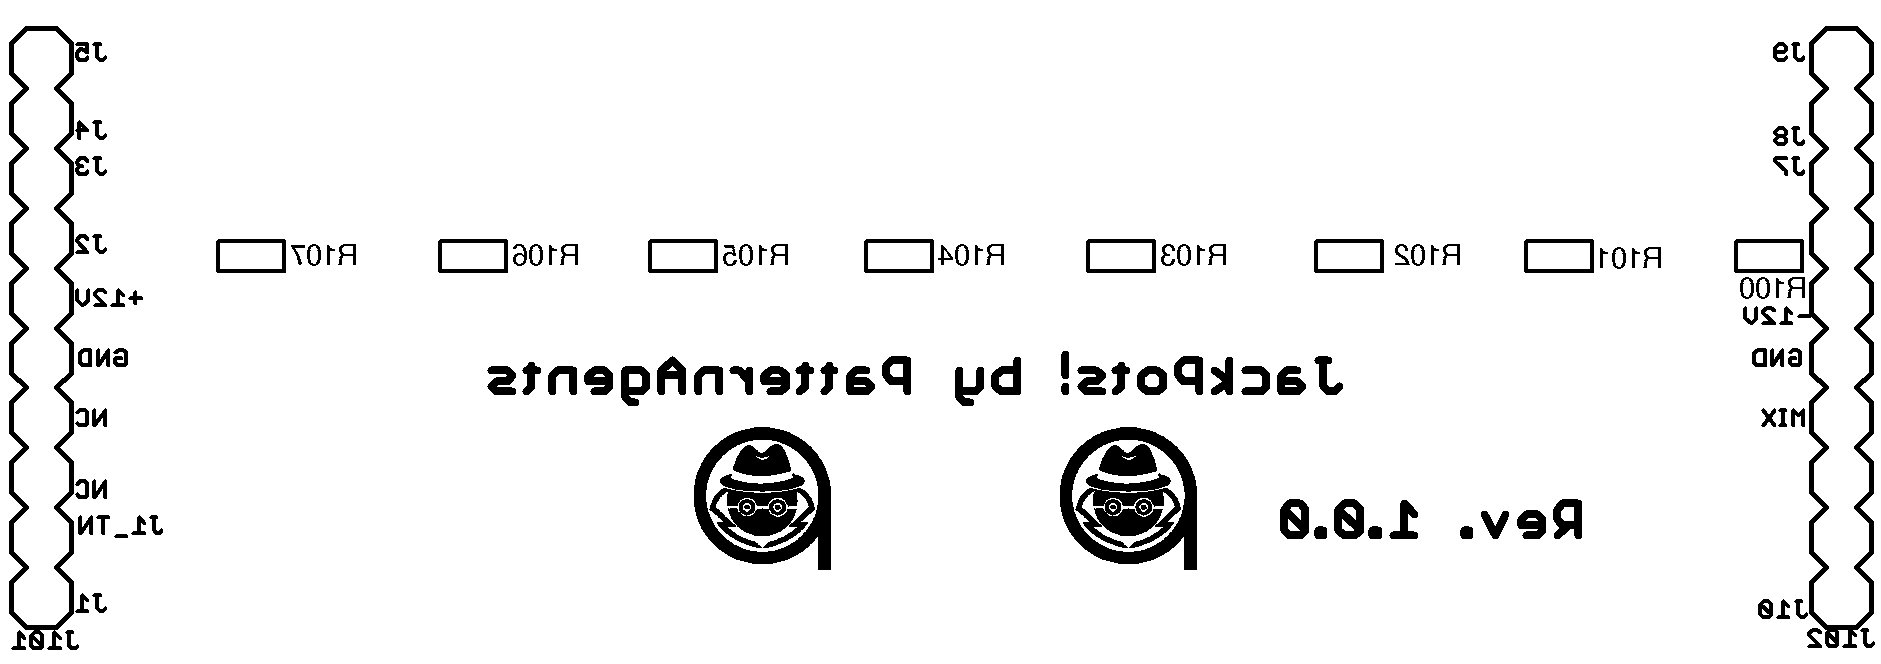 J5
J9
J4
J8
J3
J7
J2
R107
R106
R105
R104
R103
R102
R101
R100
+12V
-12V
GND
GND
JackPots! by PatternAgents
NC
MIX
NC
J1_TN
Rev. 1.0.0
J1
J10
J101
J102